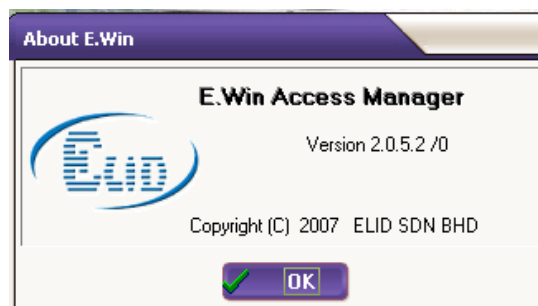 About E.Win
E.Win Access Manager
Version 2.0.5.2 /0
ELID
Copyright (C) 2007 ELID SDN BHD
OK